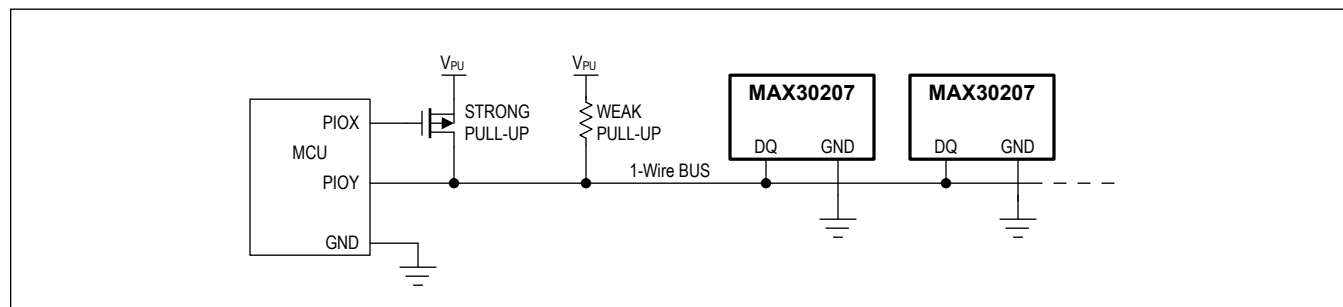 VPU
VPU
MAX30207
MAX30207
PIOX
STRONG
PULL-UP
WEAK
PULL-UP
MCU
DQ
GND
DQ
GND
PIOY
1-Wire BUS
GND